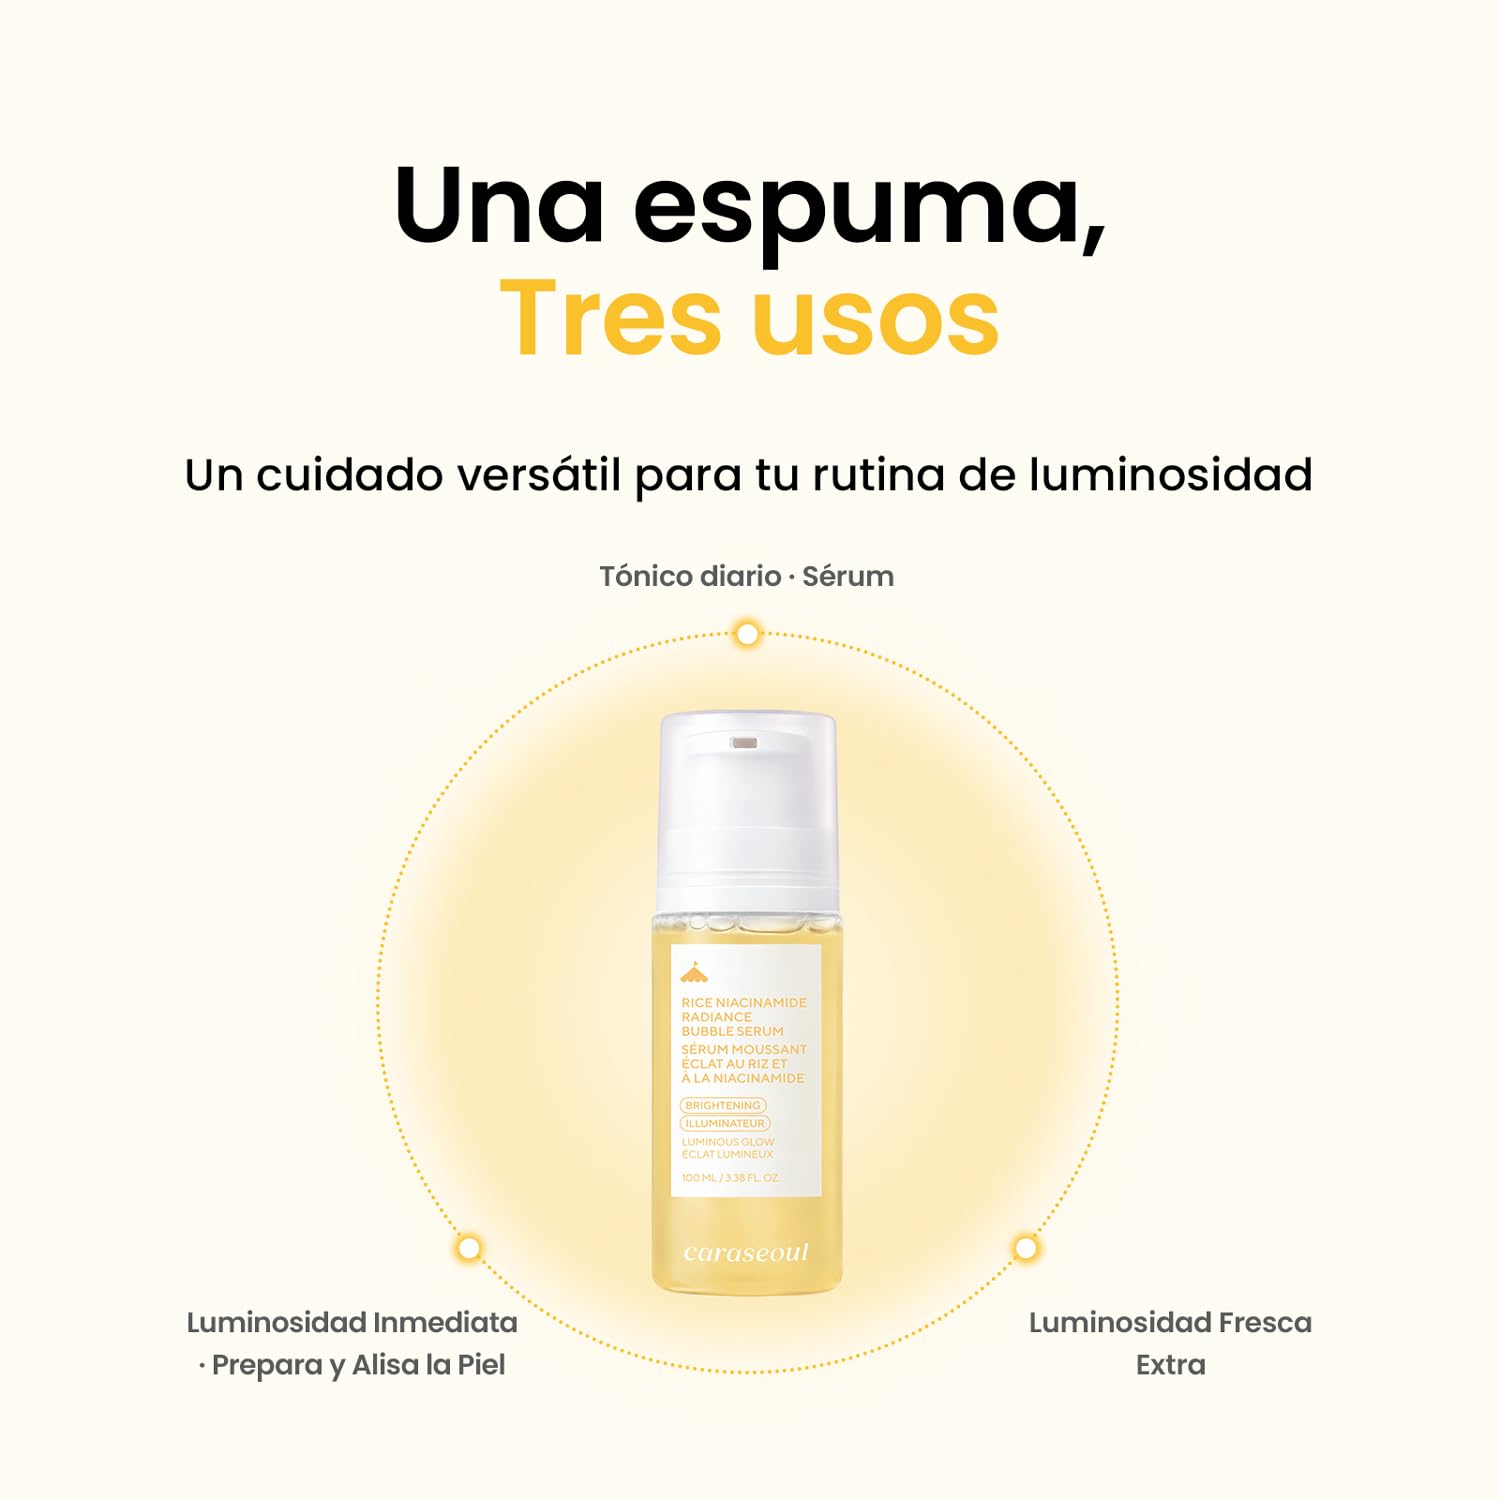 Una espuma,
Tres usos
Un cuidado versátil para tu rutina de luminosidad
Tónico diario · Sérum
RICE NIACINAMIDE
RADIANCE
BUBBLE SERUM
SÉRUM MOUSSANT
ÉCLAT AU RIZ ET
À LA NIACINAMIDE
BRIGHTENING
ILLUMINATEUR
LUMINOUS GLOW
ÉCLAT LUMINEUX
100 ML / 3.38 FL. OZ.
caraseoul
Luminosidad Inmediata
· Prepara y Alisa la Piel
Luminosidad Fresca
Extra